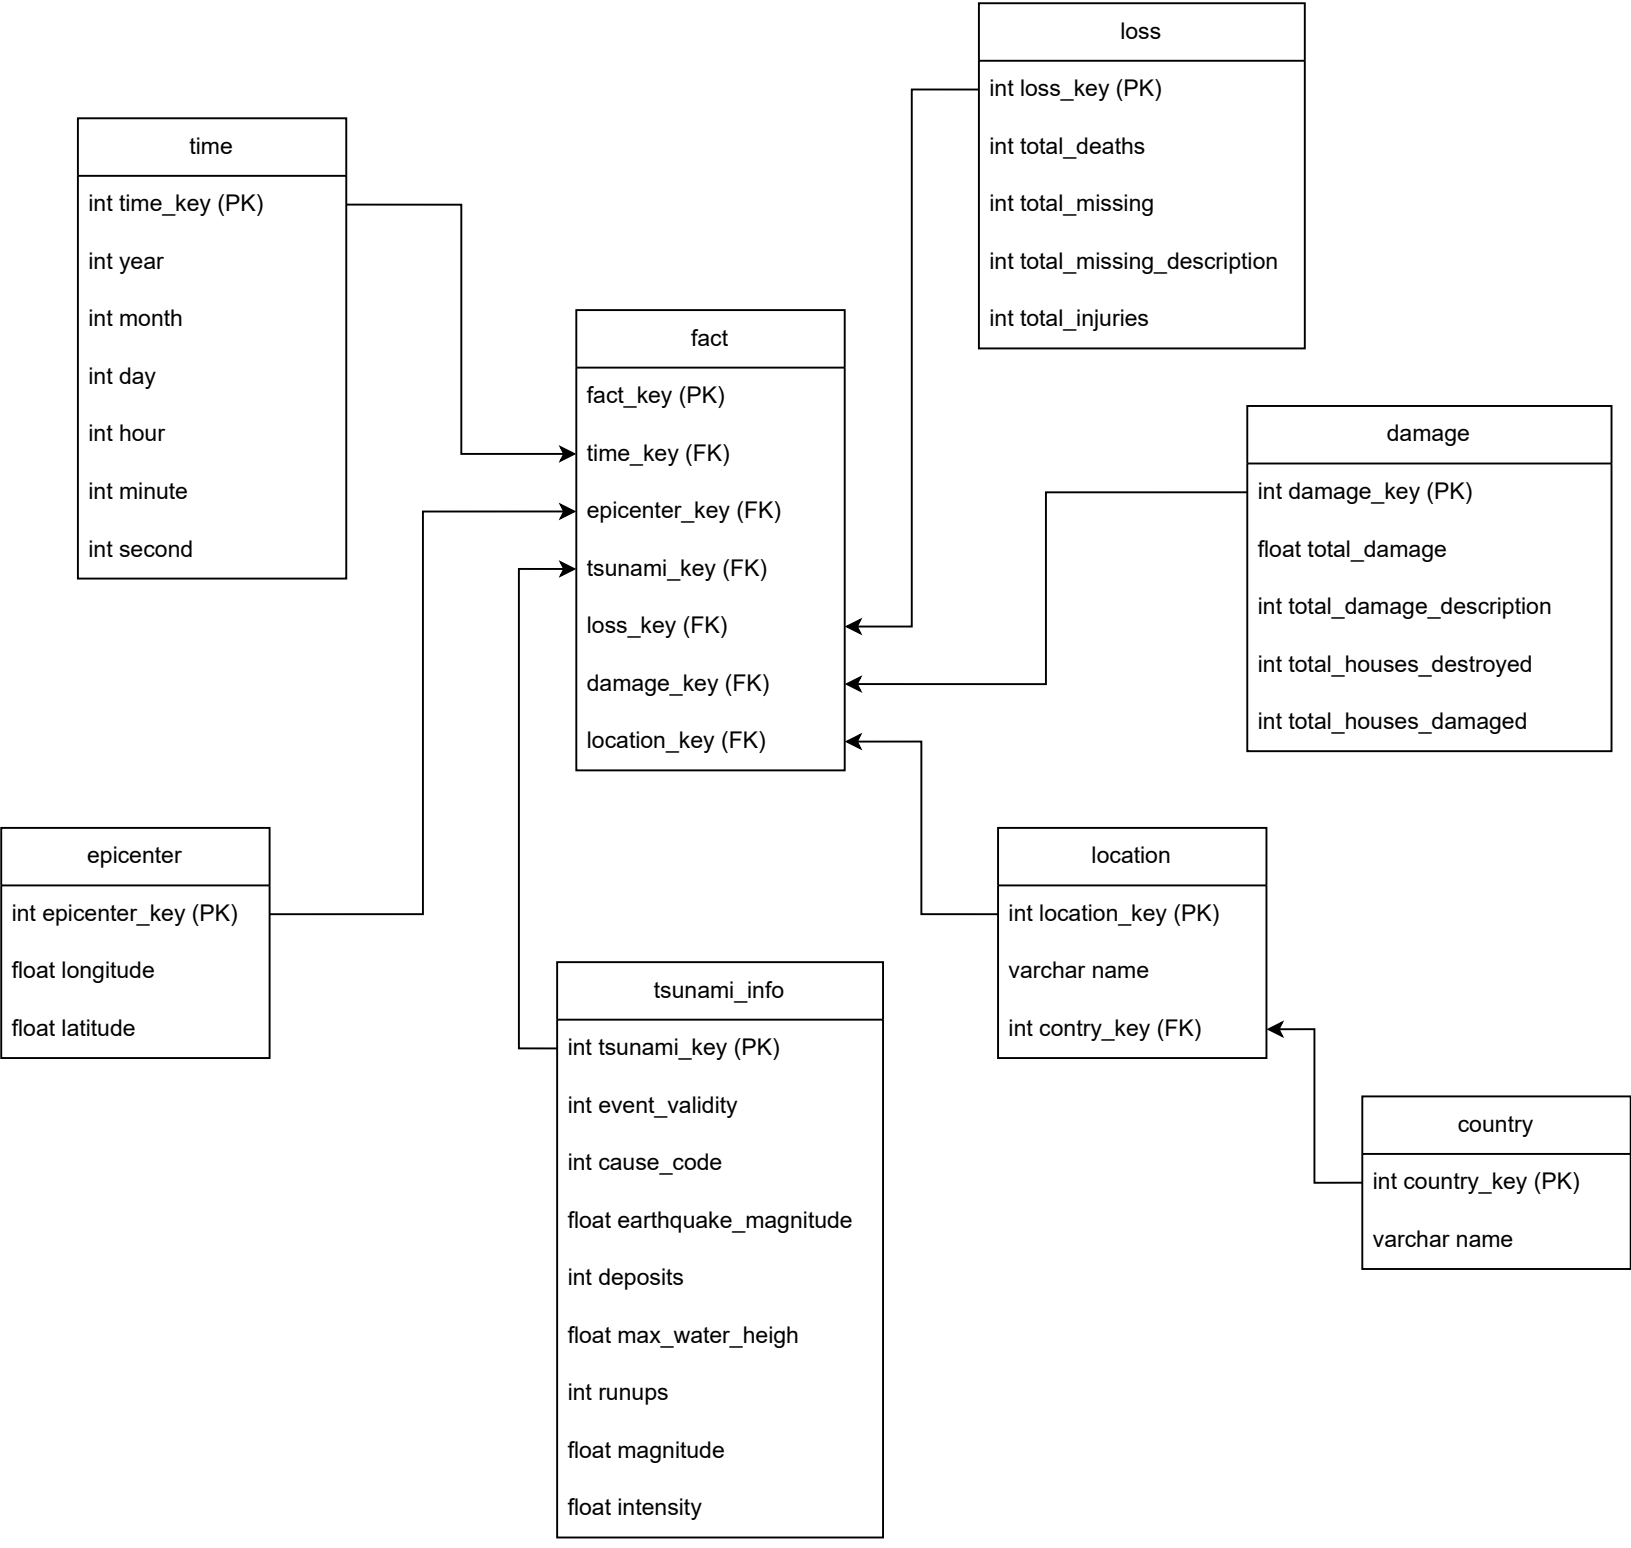 loss
int loss_key (PK)
int total_deaths
int total_missing
int total_missing_description
int total_injuries
time
int time_key (PK)
int year
int month
int day
int hour
int minute
int second
fact
fact_key (PK)
time_key (FK)
epicenter_key (FK)
tsunami_key (FK)
loss_key (FK)
damage_key (FK)
location_key (FK)
damage
int damage_key (PK)
float total_damage
int total_damage_description
int total_houses_destroyed
int total_houses_damaged
epicenter
int epicenter_key (PK)
float longitude
float latitude
location
int location_key (PK)
varchar name
int contry_key (FK)
tsunami_info
int tsunami_key (PK)
int event_validity
int cause_code
float earthquake_magnitude
int deposits
float max_water_heigh
int runups
float magnitude
float intensity
country
int country_key (PK)
varchar name